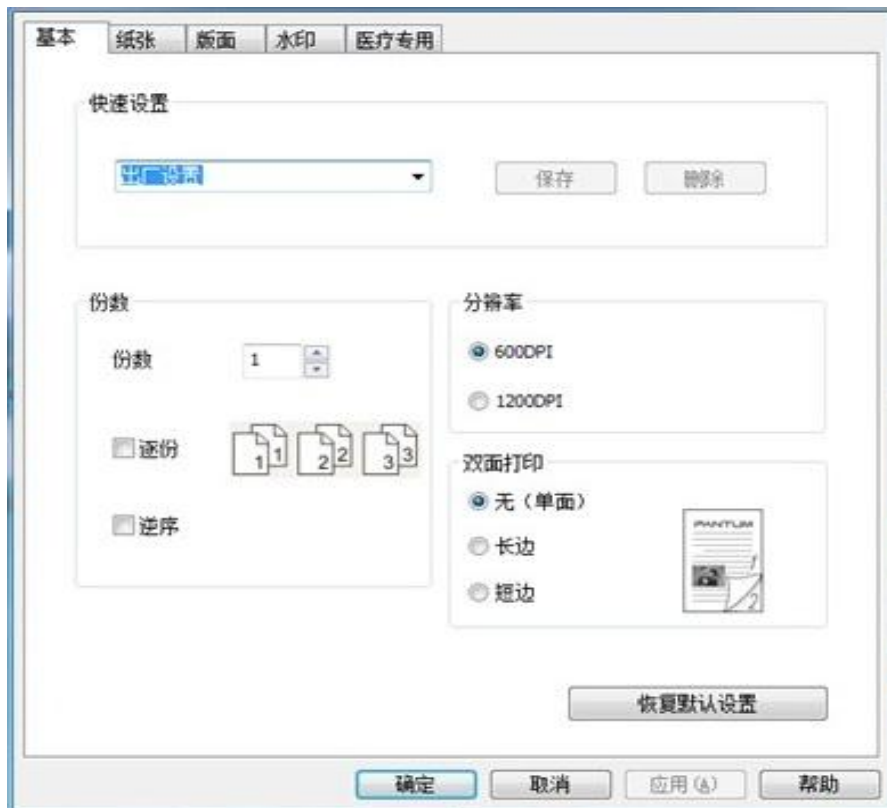 基本 纸张 版面 水印 医疗专用
快速设置
出厂设置 保存 删除
份数
份数 1
逐份 1 1 2 2 3 3
逆序
分辨率
600DPI
1200DPI
双面打印
无（单面）
长边
短边
PANTUM
1
2
恢复默认设置
确定 取消 应用(A) 帮助